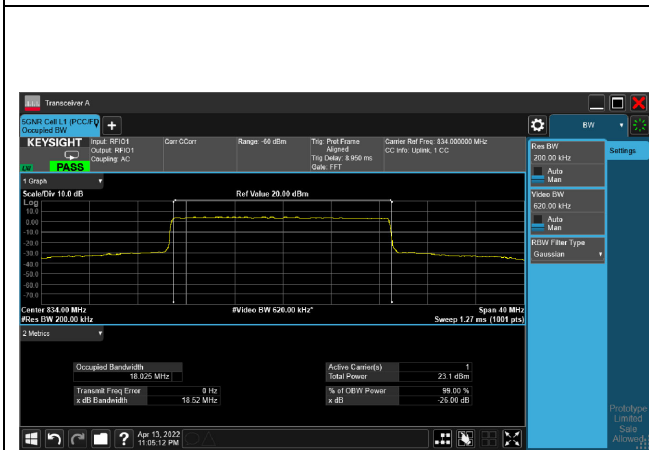 Transceiver A
5GNR Cell L1 (PCC/FD
Occupied BW
KEYSIGHT
LW
PASS
Input: RFIO1
Output: RFIO1
Coupling: AC
Carr CCorr
Range: -60 dBm
Trig: Pret Frame
Aligned
Trig Delay: 8.950 ms
Gate: FFT
Carrier Ref Freq: 834.000000 MHz
CC Info: Uplink, 1 CC
1 Graph
Scale/Div 10.0 dB
Ref Value 20.00 dBm
Log
10.0
0.00
-10.0
-20.0
-30.0
-40.0
-50.0
-60.0
-70.0
Center 834.00 MHz
#Video BW 620.00 kHz*
Span 40 MHz
#Res BW 200.00 kHz
Sweep 1.27 ms (1001 pts)
2 Metrics
Occupied Bandwidth
18.025 MHz
Active Carrier(s) 1
Total Power 23.1 dBm
Transmit Freq Error 0 Hz
x dB Bandwidth 18.52 MHz
% of OBW Power 99.00 %
x dB -26.00 dB
Apr 13, 2022
11:05:12 PM
BW
Res BW
200.00 kHz
Auto
Man
Video BW
620.00 kHz
Auto
Man
RBW Filter Type
Gaussian
Settings
Prototype
Limited
Sale
Allowed